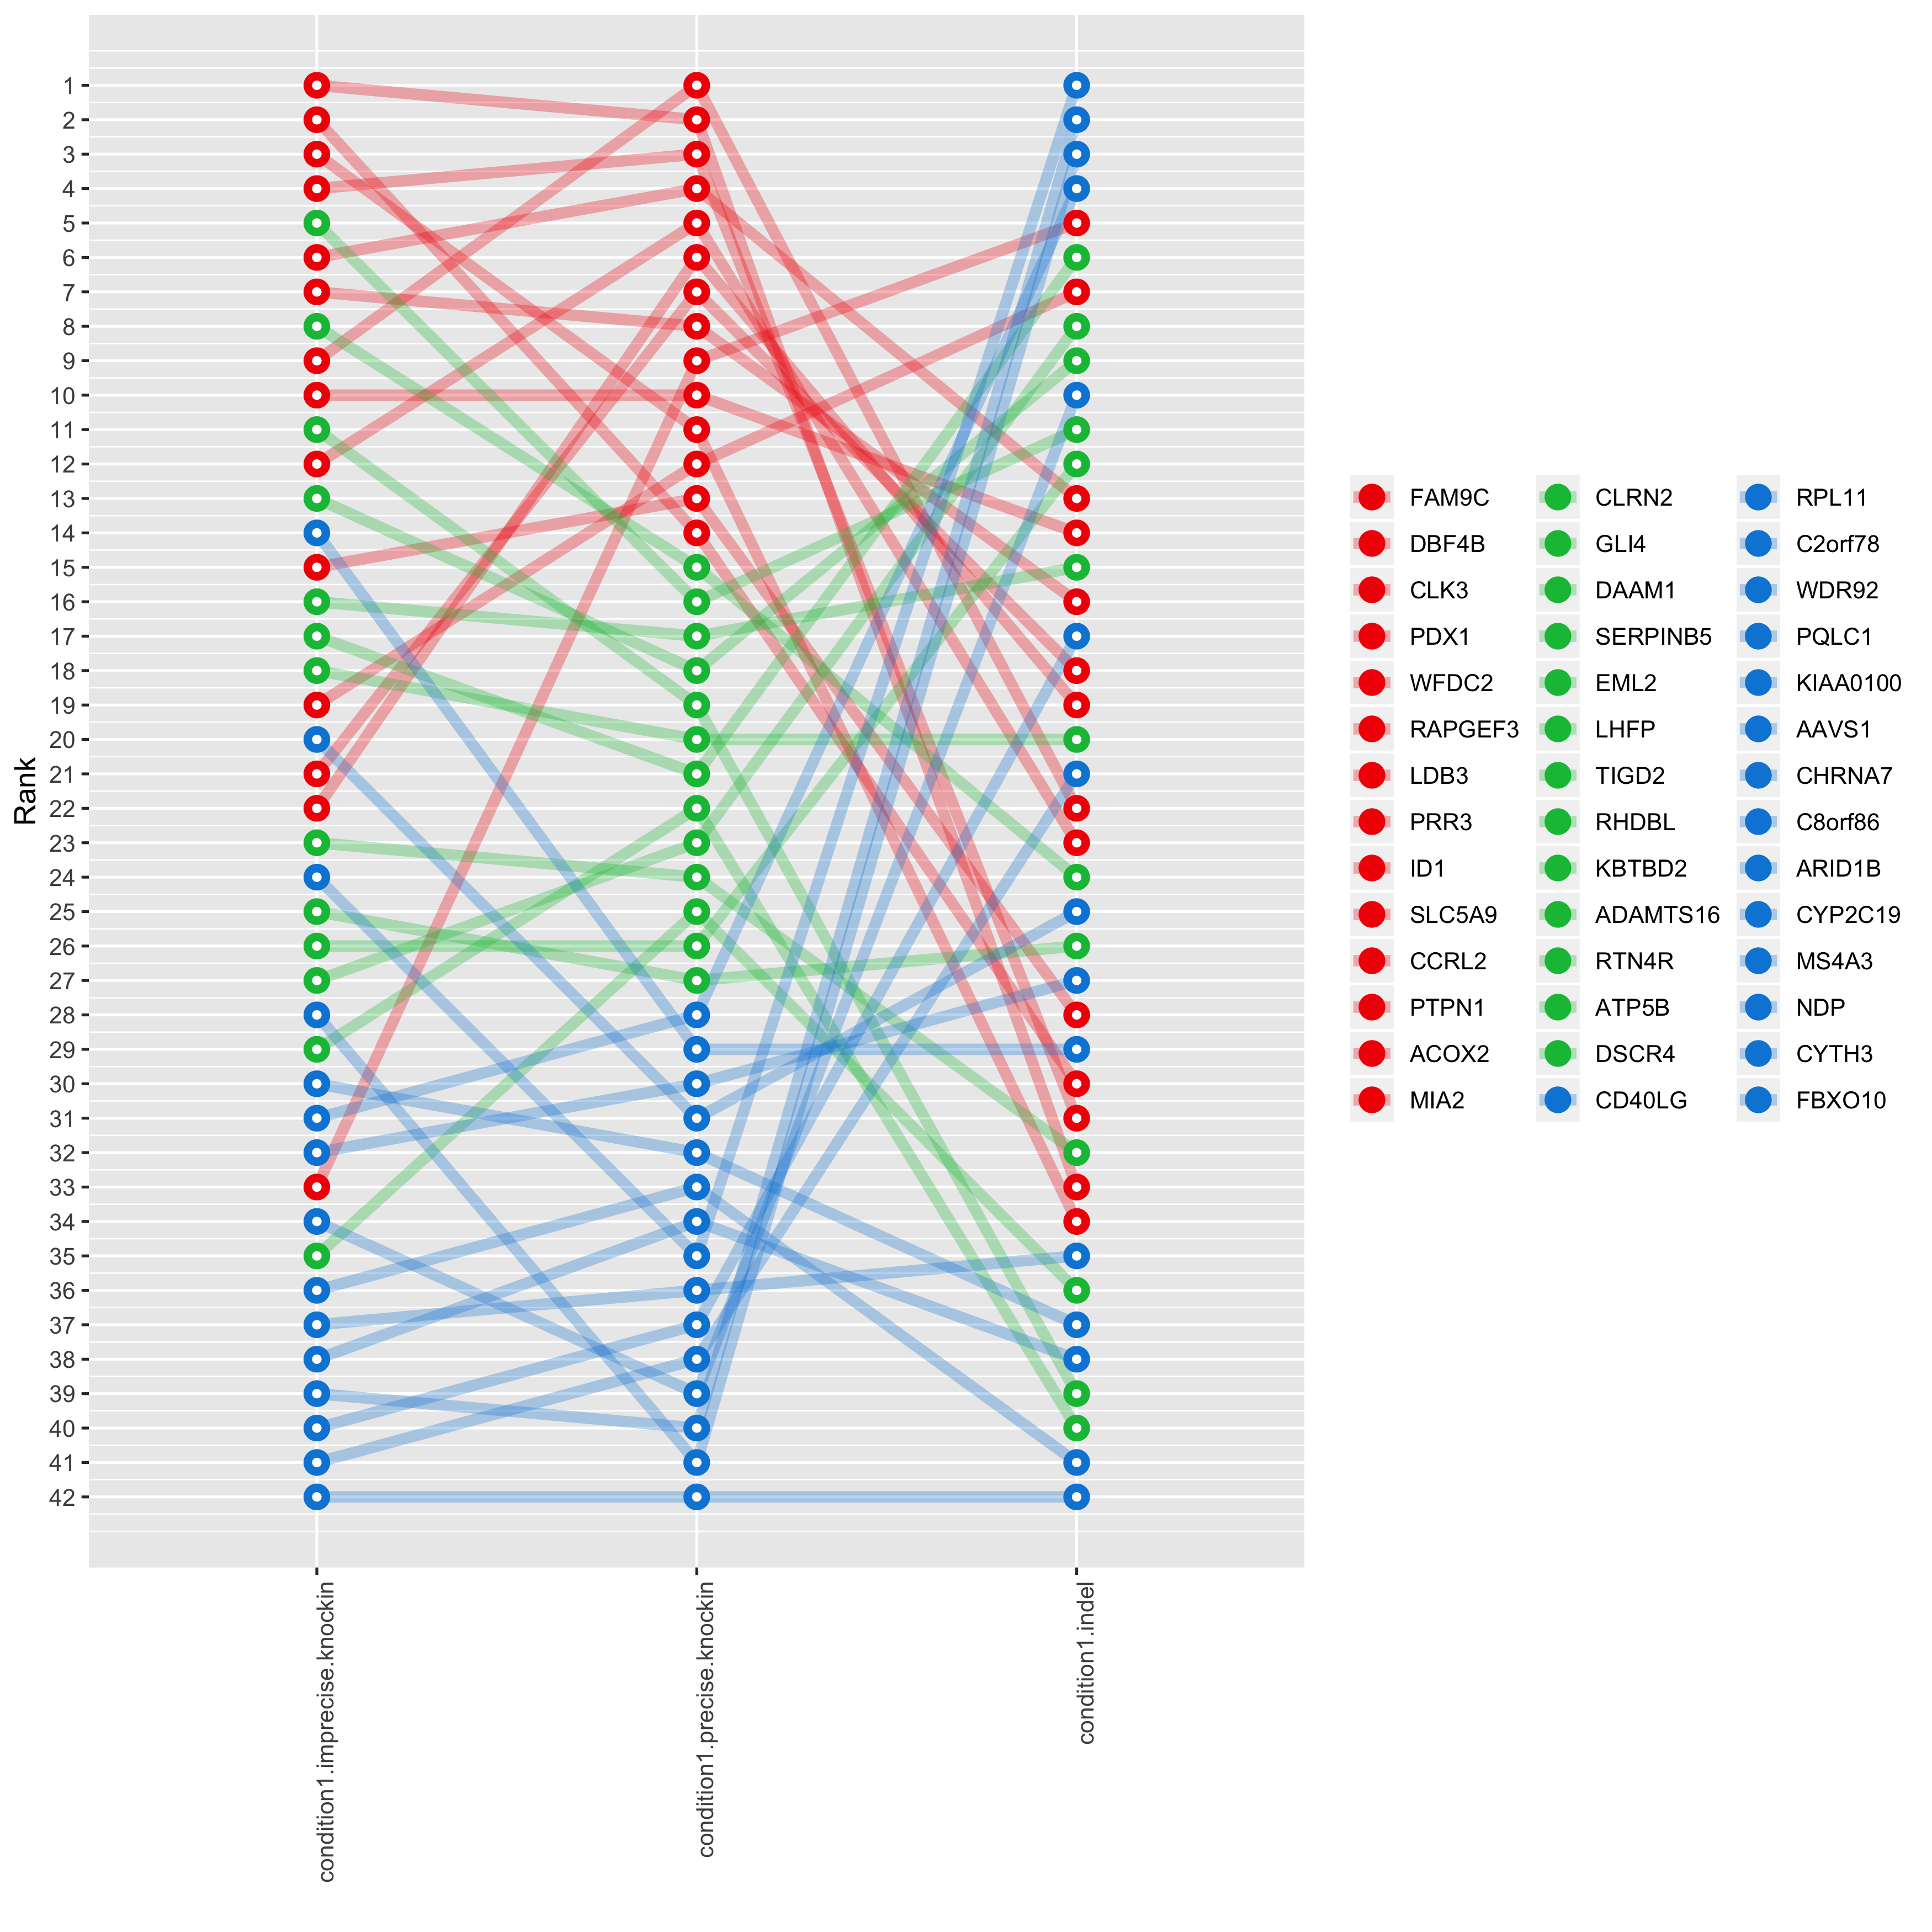 Rank
1
2
3
4
5
6
7
8
9
10
11
12
13
14
15
16
17
18
19
20
21
22
23
24
25
26
27
28
29
30
31
32
33
34
35
36
37
38
39
40
41
42
condition1.imprecise.knockin
condition1.precise.knockin
condition1.indel
FAM9C CLRN2 RPL11
DBF4B GLI4 C2orf78
CLK3 DAAM1 WDR92
PDX1 SERPINB5 PQLC1
WFDC2 EML2 KIAA0100
RAPGEF3 LHFP AAVS1
LDB3 TIGD2 CHRNA7
PRR3 RHDBL C8orf86
ID1 KBTBD2 ARID1B
SLC5A9 ADAMTS16 CYP2C19
CCRL2 RTN4R MS4A3
PTPN1 ATP5B NDP
ACOX2 DSCR4 CYTH3
MIA2 CD40LG FBXO10